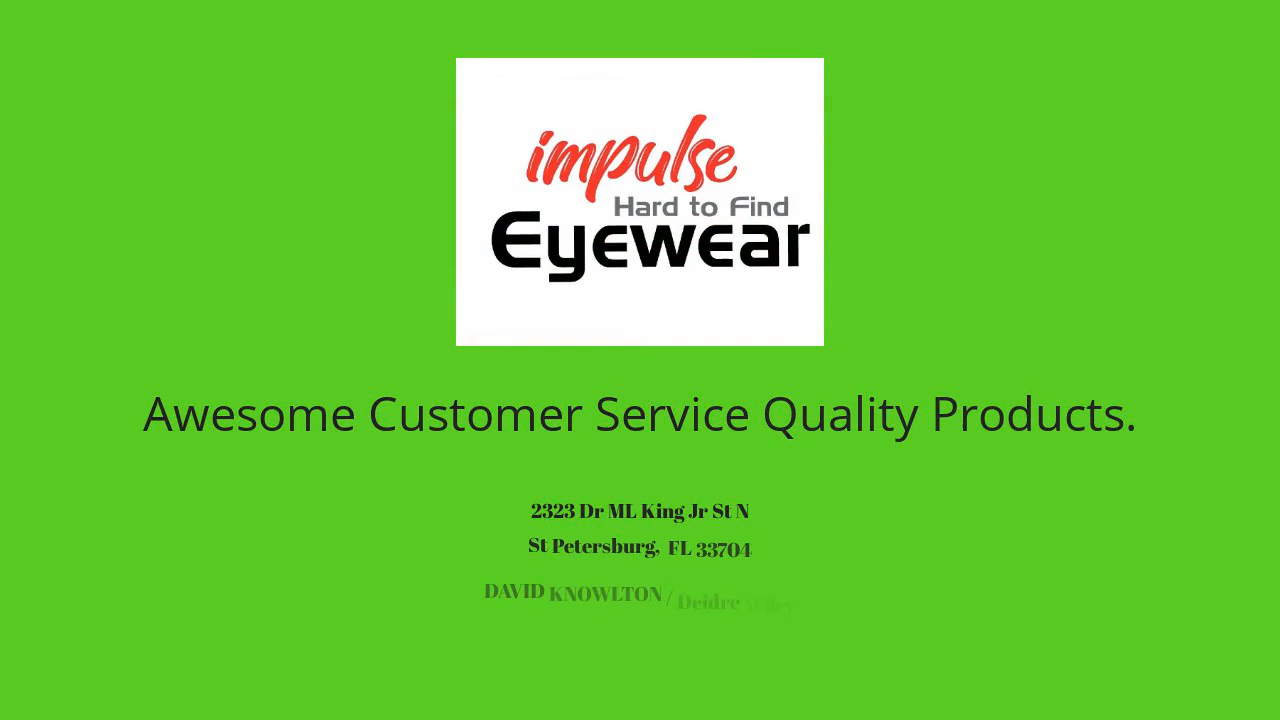 impulse
Hard to Find
Eyewear
Awesome Customer Service Quality Products.
2323 Dr ML King Jr St N
St Petersburg, FL 33704
DAVID KNOWLTON / Deidre